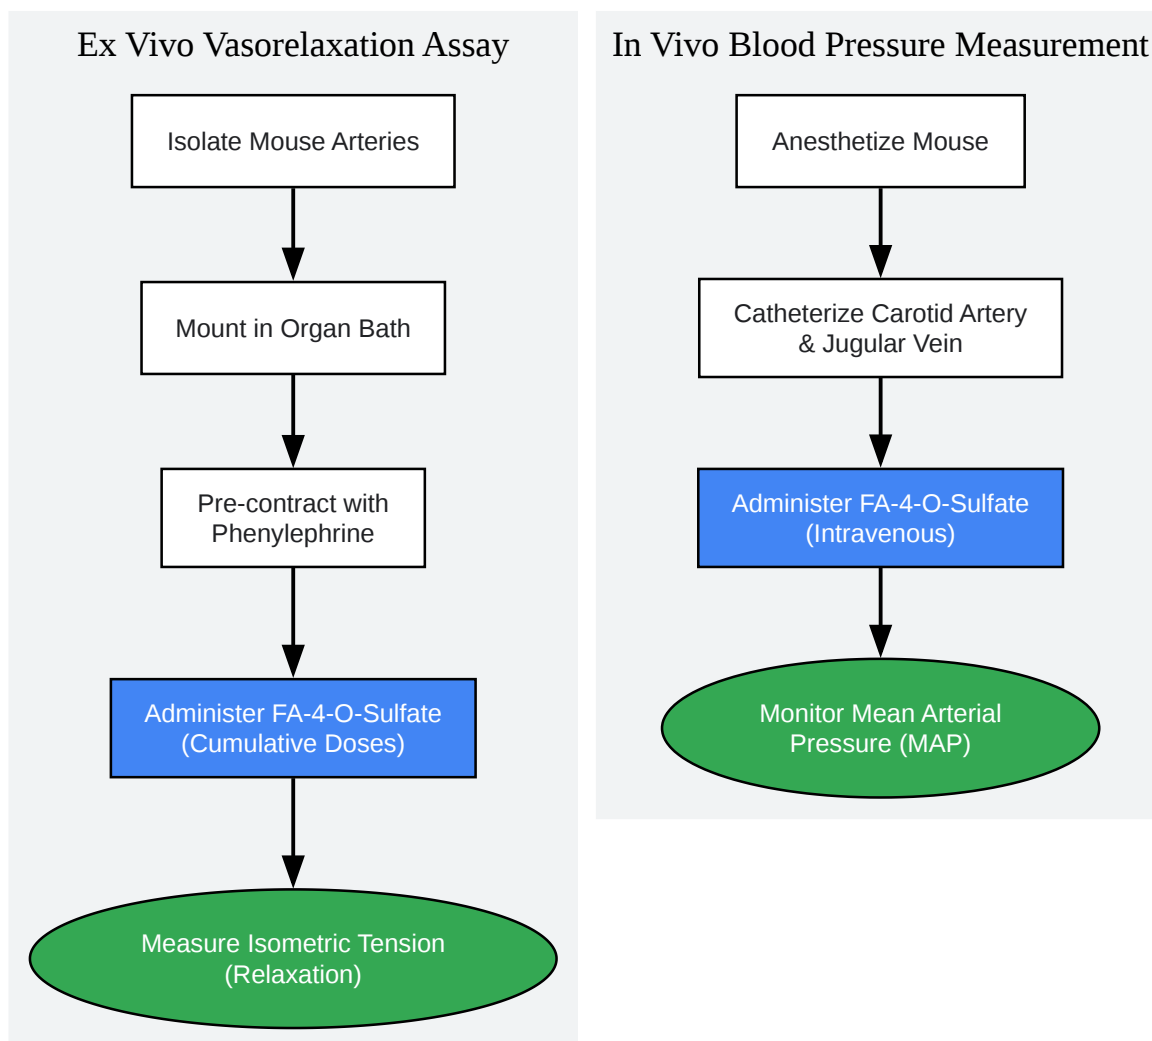 Ex Vivo Vasorelaxation Assay
Isolate Mouse Arteries
Mount in Organ Bath
Pre-contract with
Phenylephrine
Administer FA-4-O-Sulfate
(Cumulative Doses)
Measure Isometric Tension
(Relaxation)
In Vivo Blood Pressure Measurement
Anesthetize Mouse
Catheterize Carotid Artery
& Jugular Vein
Administer FA-4-O-Sulfate
(Intravenous)
Monitor Mean Arterial
Pressure (MAP)